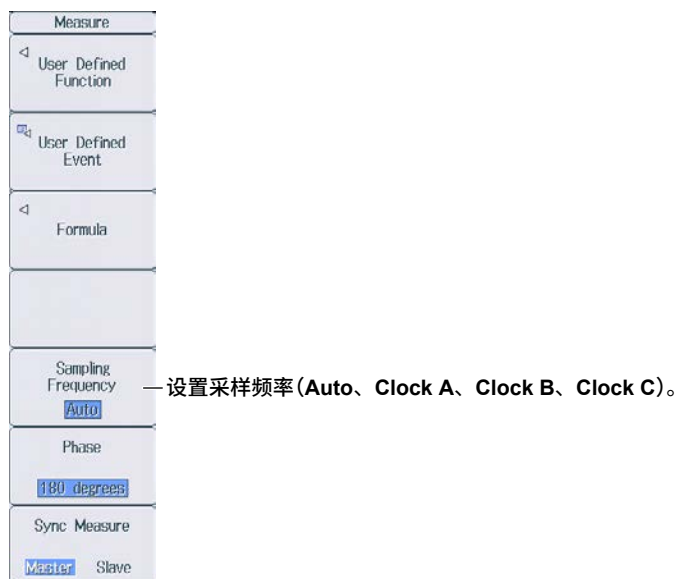 Measure
User Defined
Function
User Defined
Event
Formula
Sampling
Frequency
Auto
设置采样频率（Auto、Clock A、Clock B、Clock C）。
Phase
180 degrees
Sync Measure
Master Slave